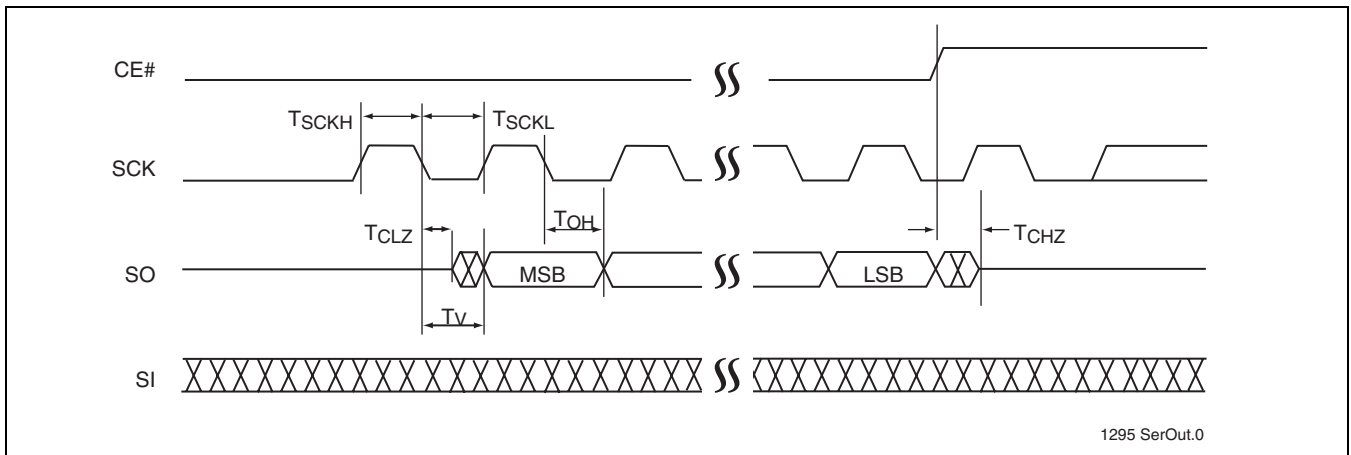 CE#
TSCKH
TSCKL
SCK
TOH
TCLZ
TCHZ
SO
MSB
LSB
TV
SI
1295 SerOut.0